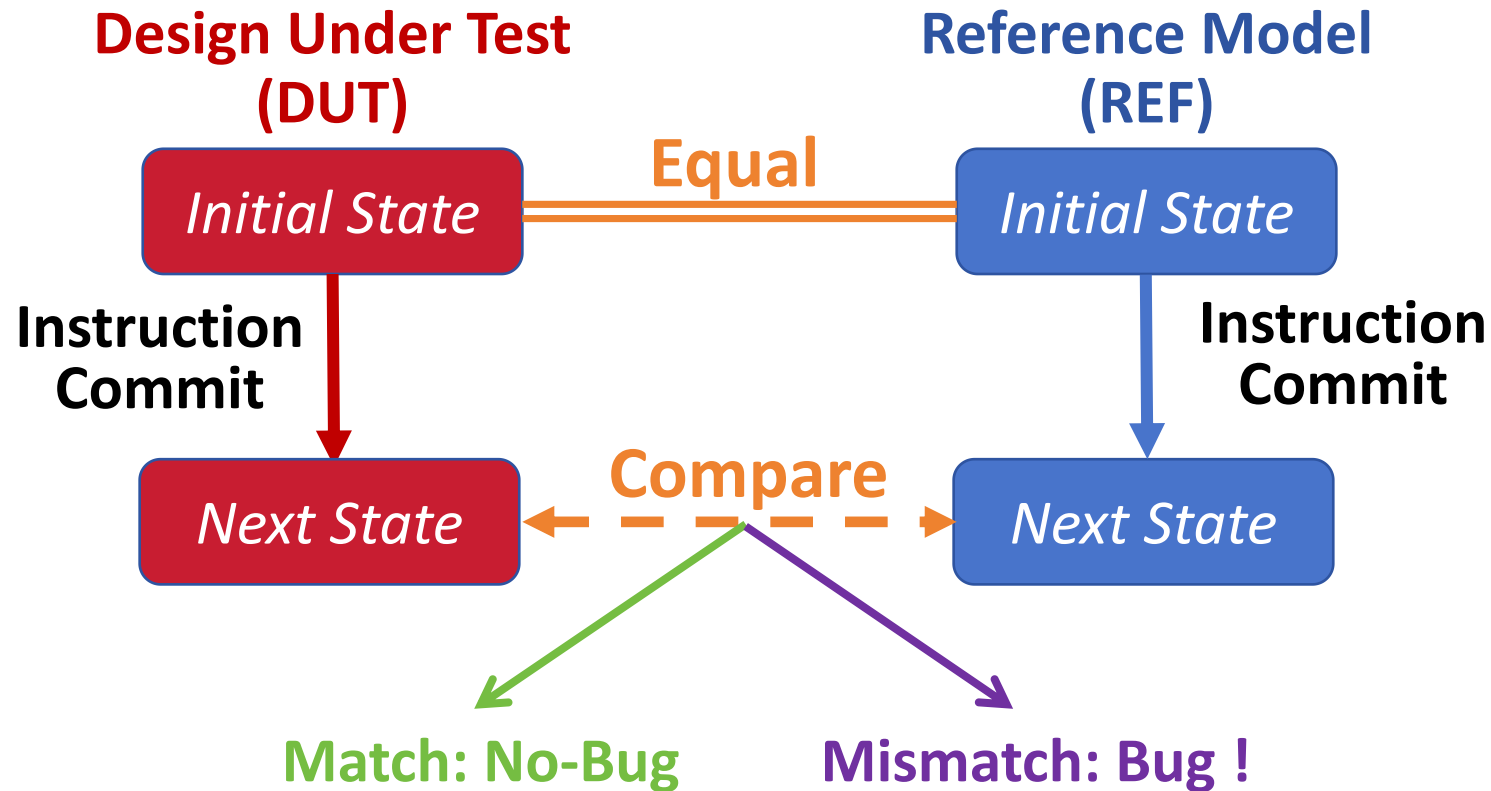 Design Under Test
(DUT)
Reference Model
(REF)
Equal
Initial State
Initial State
Instruction
Commit
Instruction
Commit
Compare
Next State
Next State
Match: No-Bug
Mismatch: Bug !